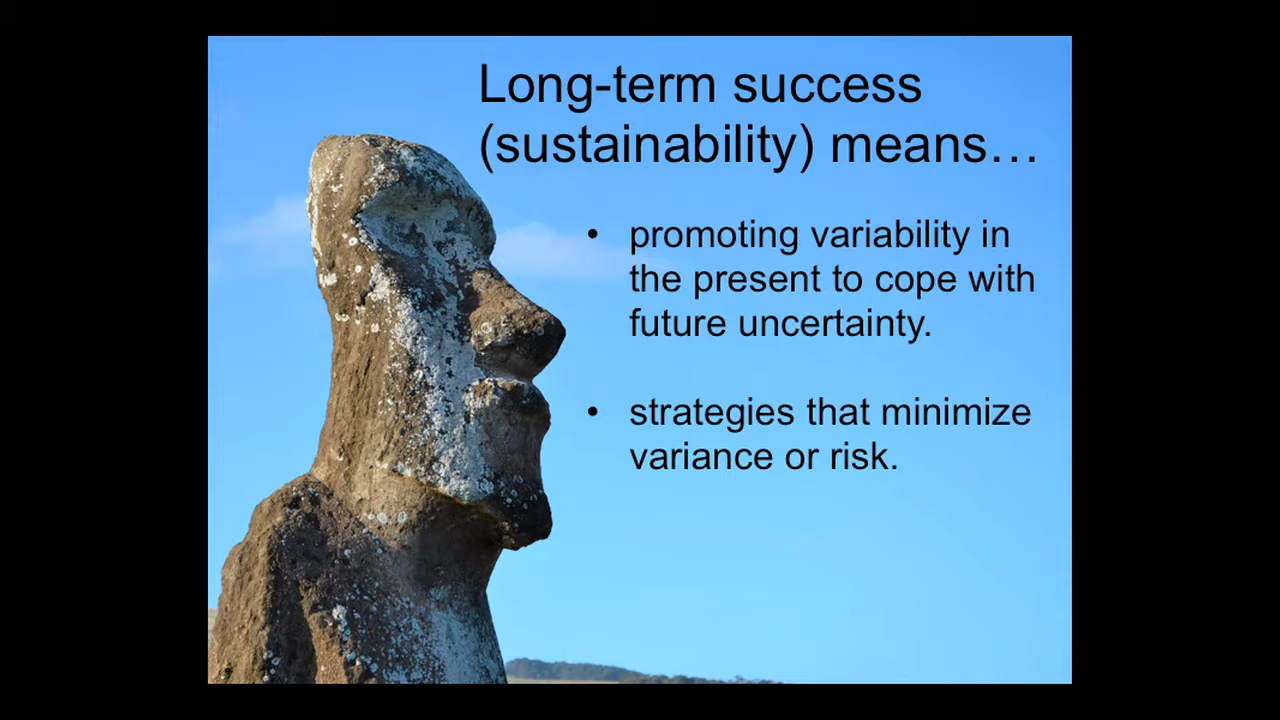 Long-term success
(sustainability) means…
• promoting variability in
the present to cope with
future uncertainty.
• strategies that minimize
variance or risk.